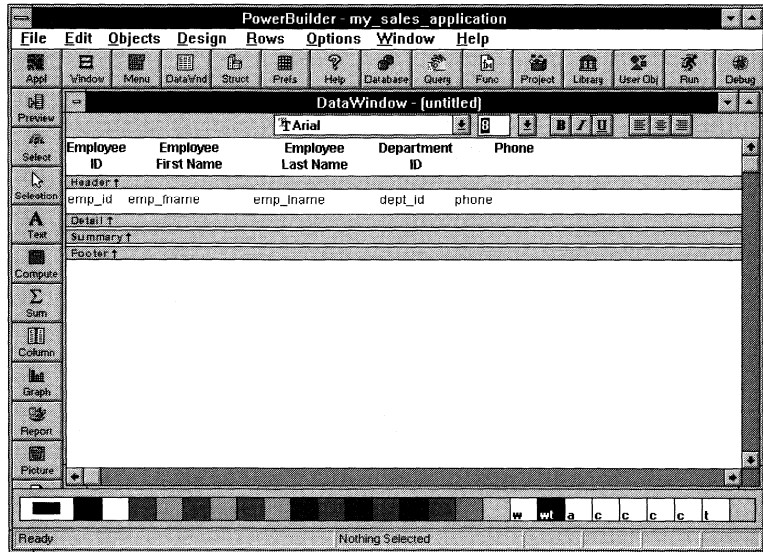 PowerBuilder - my_sales_application
File Edit Objects Design Rows Options Window Help
Appl Window Menu DataWnd Struct Prefs Help Database Query Func Project Library User Obj Run Debug
Preview
Select
Selection
Text
Compute
Sum
Column
Graph
Report
Picture
DataWindow - (untitled)
Arial B I U
Employee Employee Employee Department Phone
ID First Name Last Name ID
Header ↑
emp_id emp_fname emp_lname dept_id phone
Detail ↑
Summary ↑
Footer ↑
w wt a c c c c t
Ready Nothing Selected